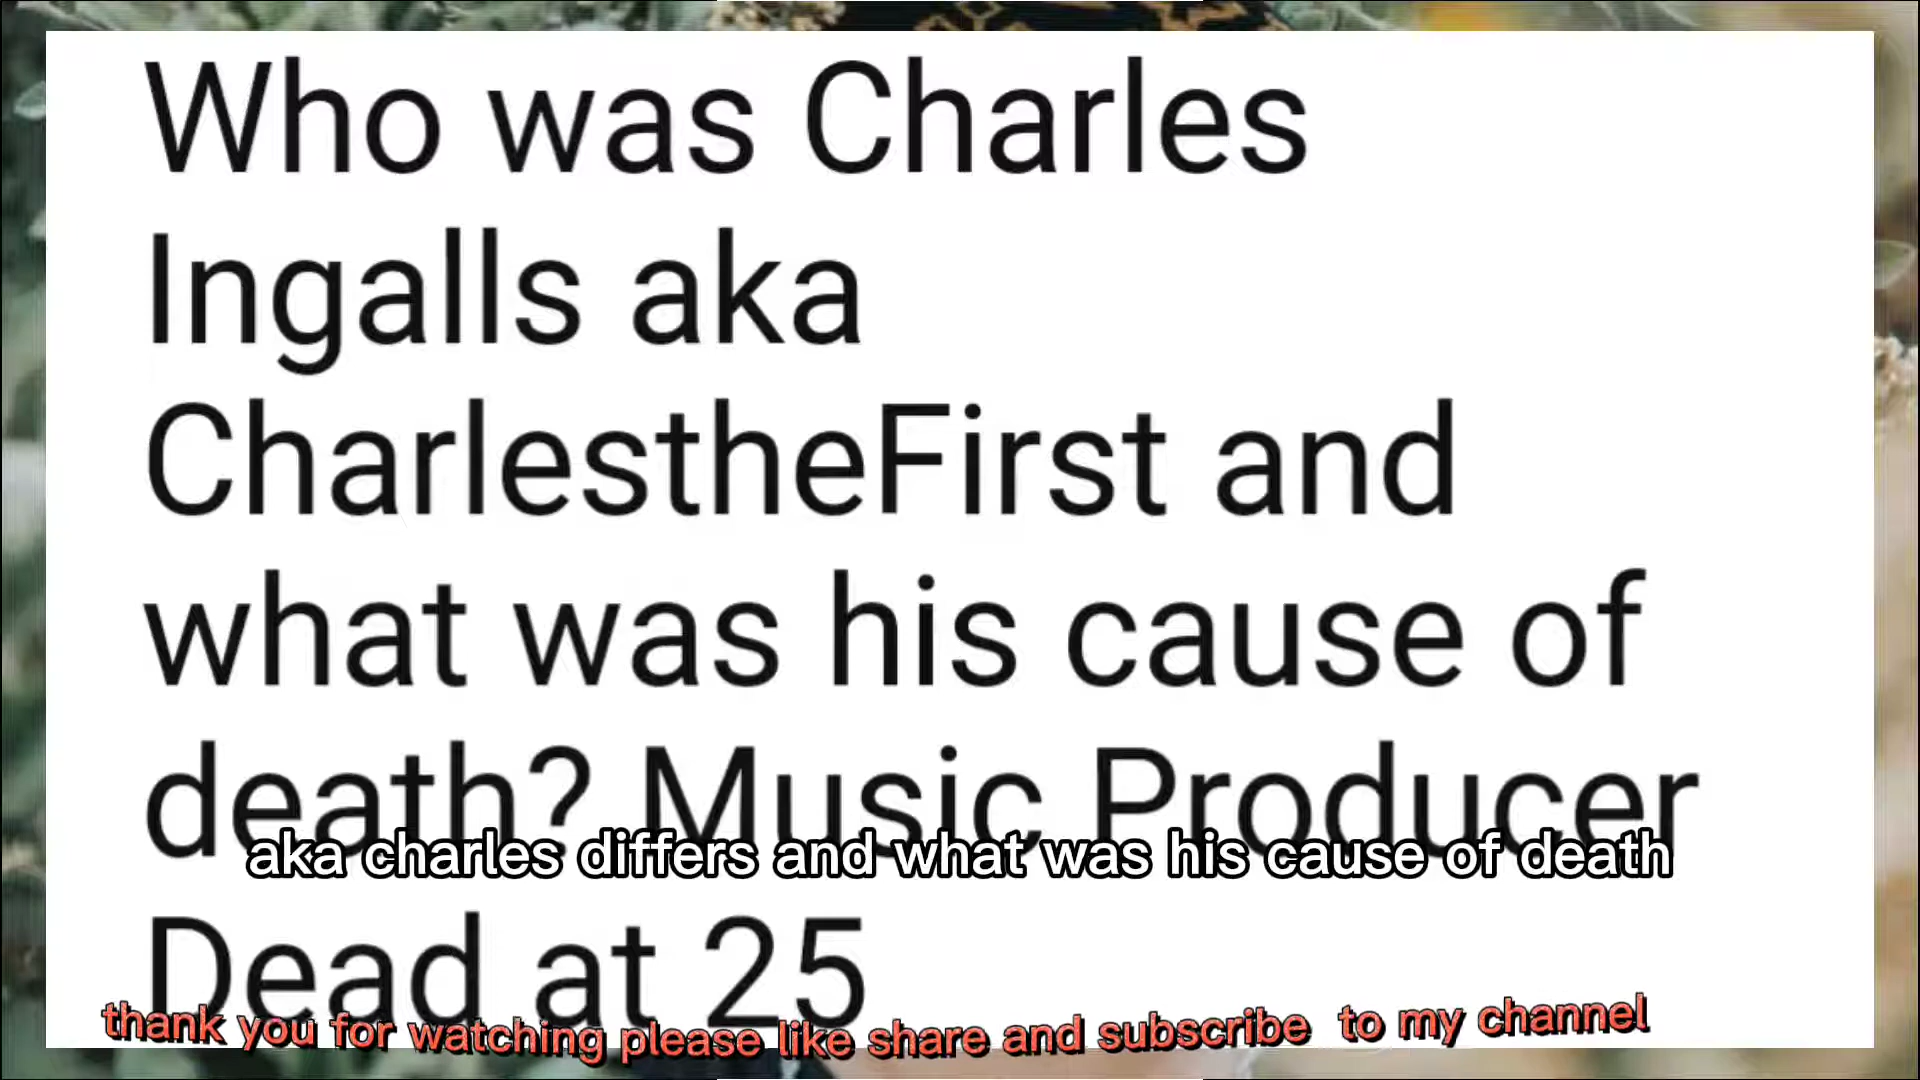 Who was Charles
Ingalls aka
CharlestheFirst and
what was his cause of
death? Music Producer
aka charles differs and what was his cause of death
Dead at 25
thank you for watching please like share and subscribe to my channel